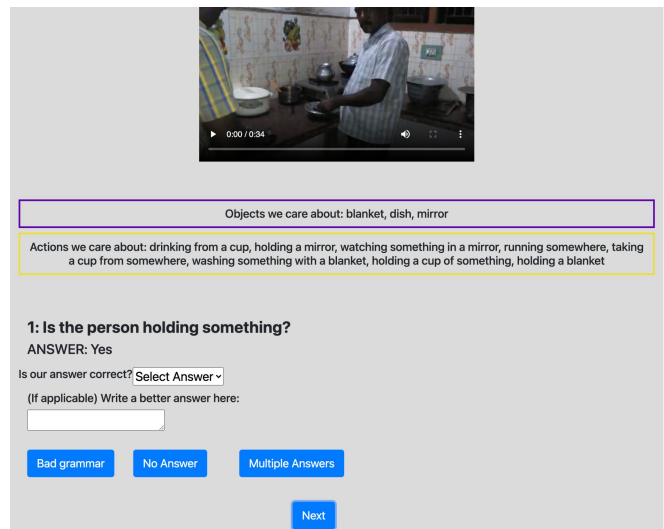 0:00 / 0:34
Objects we care about: blanket, dish, mirror
Actions we care about: drinking from a cup, holding a mirror, watching something in a mirror, running somewhere, taking
a cup from somewhere, washing something with a blanket, holding a cup of something, holding a blanket
1: Is the person holding something?
ANSWER: Yes
Is our answer correct? Select Answer
(If applicable) Write a better answer here:
Bad grammar No Answer Multiple Answers
Next